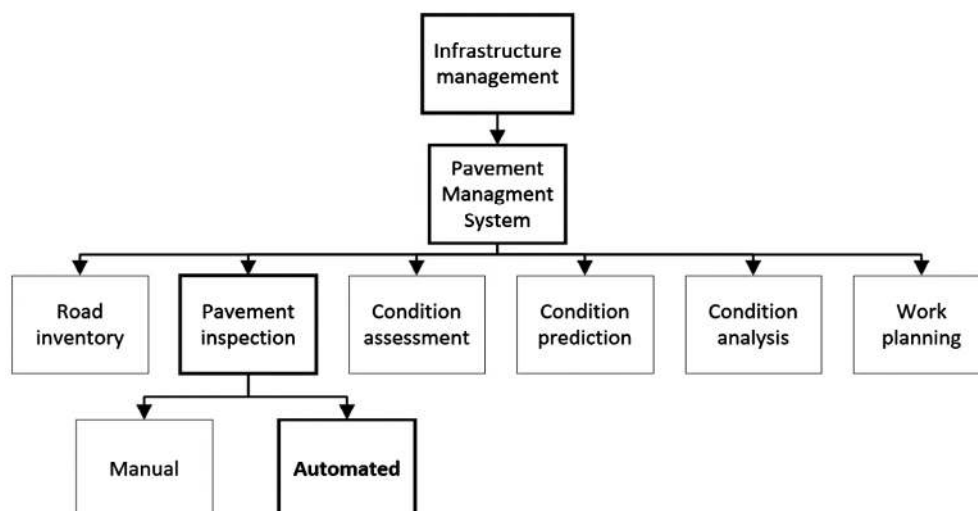 Infrastructure
management
Pavement
Managment
System
Road
inventory
Pavement
inspection
Condition
assessment
Condition
prediction
Condition
analysis
Work
planning
Manual
Automated